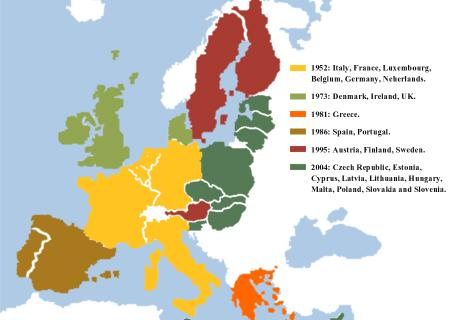 1952: Italy, France, Luxembourg,
Belgium, Germany, Neherlands.
1973: Denmark, Ireland, UK.
1981: Greece.
1986: Spain, Portugal.
1995: Austria, Finland, Sweden.
2004: Czech Republic, Estonia,
Cyprus, Latvia, Lithuania, Hungary,
Malta, Poland, Slovakia and Slovenia.